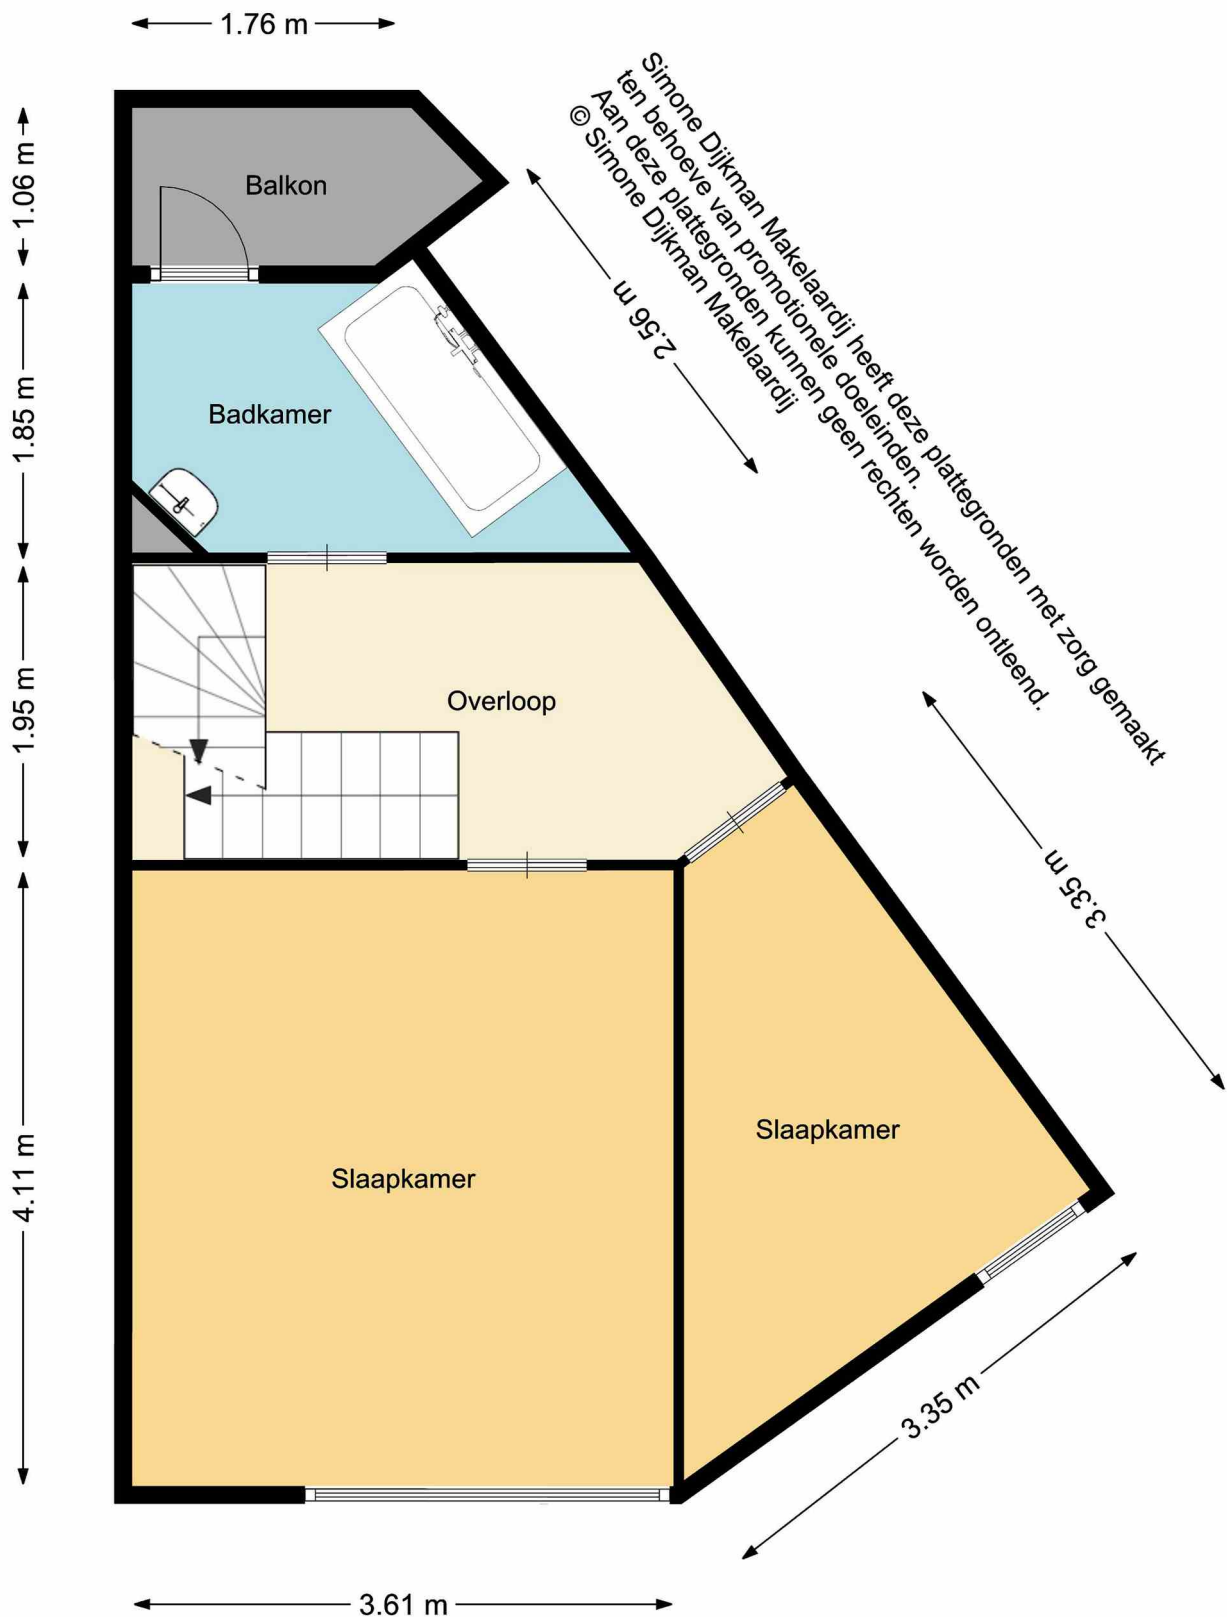 1.76 m
Simone Dijkman Makelaardij heeft deze plattegronden met zorg gemaakt
ten behoeve van promotionele doeleinden.
Aan deze plattegronden kunnen geen rechten worden ontleend.
© Simone Dijkman Makelaardij
1.06 m
Balkon
2.56 m
1.85 m
Badkamer
1.95 m
Overloop
3.35 m
4.11 m
Slaapkamer
Slaapkamer
3.35 m
3.61 m